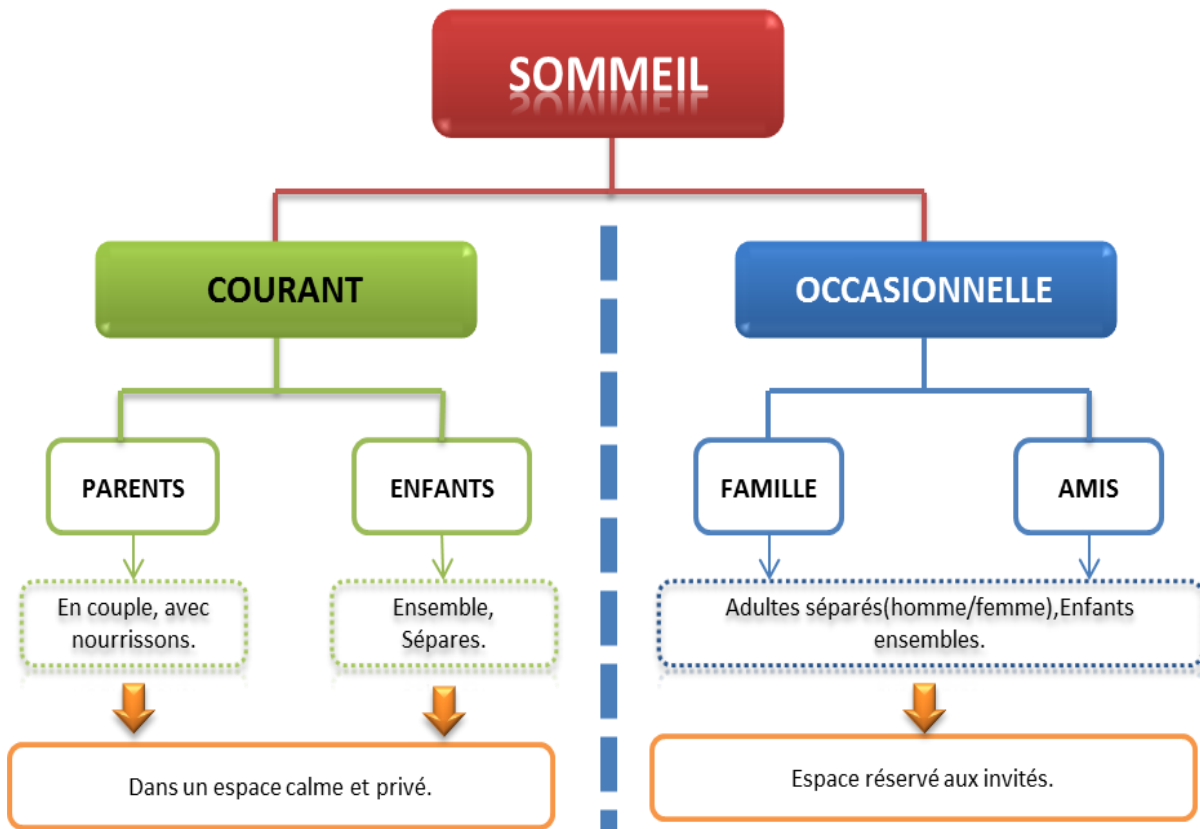 SOMMEIL
COURANT
OCCASIONNELLE
PARENTS
ENFANTS
FAMILLE
AMIS
En couple, avec
nourrissons.
Ensemble,
Sépares.
Adultes séparés(homme/femme),Enfants
ensembles.
Dans un espace calme et privé.
Espace réservé aux invités.